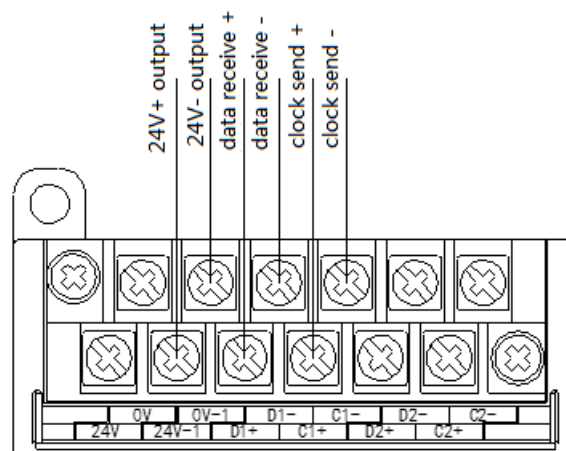 24V+ output
24V- output
data receive +
data receive -
clock send +
clock send -
0V 0V-1 D1- C1- D2- C2-
24V 24V-1 D1+ C1+ D2+ C2+